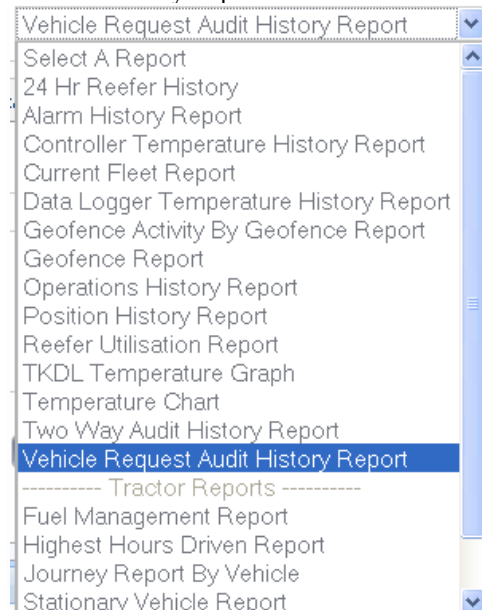 Vehicle Request Audit History Report
Select A Report
24 Hr Reefer History
Alarm History Report
Controller Temperature History Report
Current Fleet Report
Data Logger Temperature History Report
Geofence Activity By Geofence Report
Geofence Report
Operations History Report
Position History Report
Reefer Utilisation Report
TKDL Temperature Graph
Temperature Chart
Two Way Audit History Report
Vehicle Request Audit History Report
---------- Tractor Reports ----------
Fuel Management Report
Highest Hours Driven Report
Journey Report By Vehicle
Stationary Vehicle Report